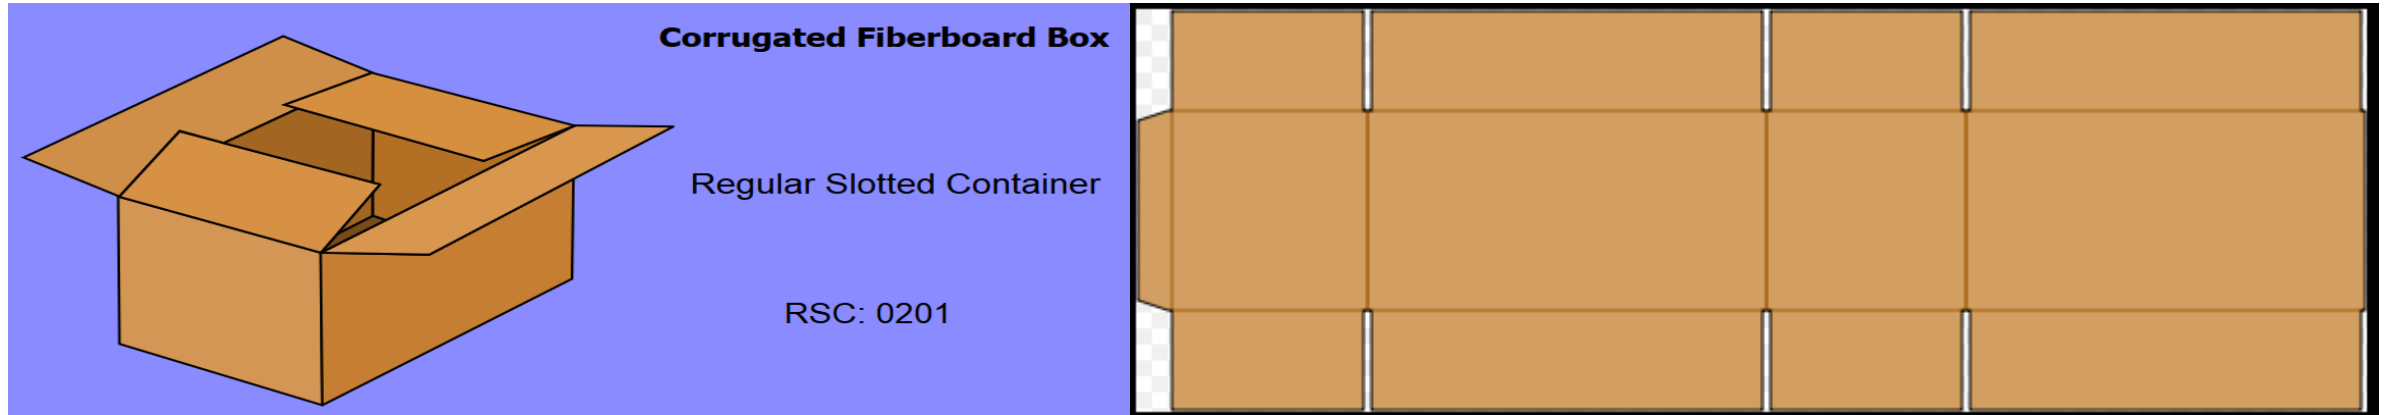 Corrugated Fiberboard Box
Regular Slotted Container
RSC: 0201